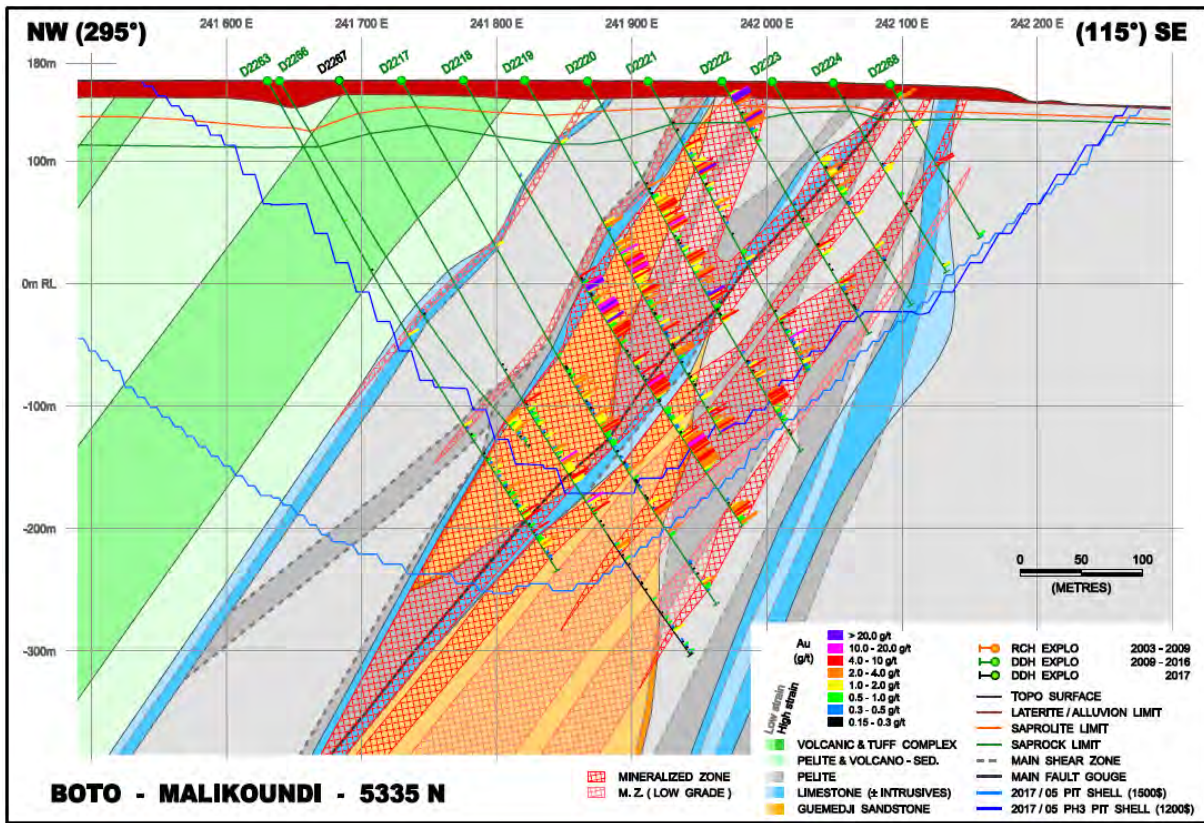 241 600 E 241 700 E 241 800 E 241 900 E 242 000 E 242 100 E 242 200 E
NW (295°)
(115°) SE
D2263 D2266 D2267 D2217 D2218 D2219 D2220 D2221 D2222 D2223 D2224 D2268
180m
100m
0m RL
-100m
-200m
-300m
0 50 100
(METRES)
Au
(g/t)
> 20.0 g/t
10.0 - 20.0 g/t
4.0 - 10 g/t
2.0 - 4.0 g/t
1.0 - 2.0 g/t
0.5 - 1.0 g/t
0.3 - 0.5 g/t
0.15 - 0.3 g/t
Low strain
High strain
VOLCANIC & TUFF COMPLEX
PELITE & VOLCANO - SED.
PELITE
LIMESTONE (± INTRUSIVES)
GUEMEDJI SANDSTONE
RCH EXPLO 2003 - 2009
DDH EXPLO 2009 - 2016
DDH EXPLO 2017
TOPO SURFACE
LATERITE / ALLUVION LIMIT
SAPROLITE LIMIT
SAPROCK LIMIT
MAIN SHEAR ZONE
MAIN FAULT GOUGE
2017 / 05 PIT SHELL (1500$)
2017 / 05 PH3 PIT SHELL (1200$)
MINERALIZED ZONE
M. Z. ( LOW GRADE )
BOTO - MALIKOUNDI - 5335 N